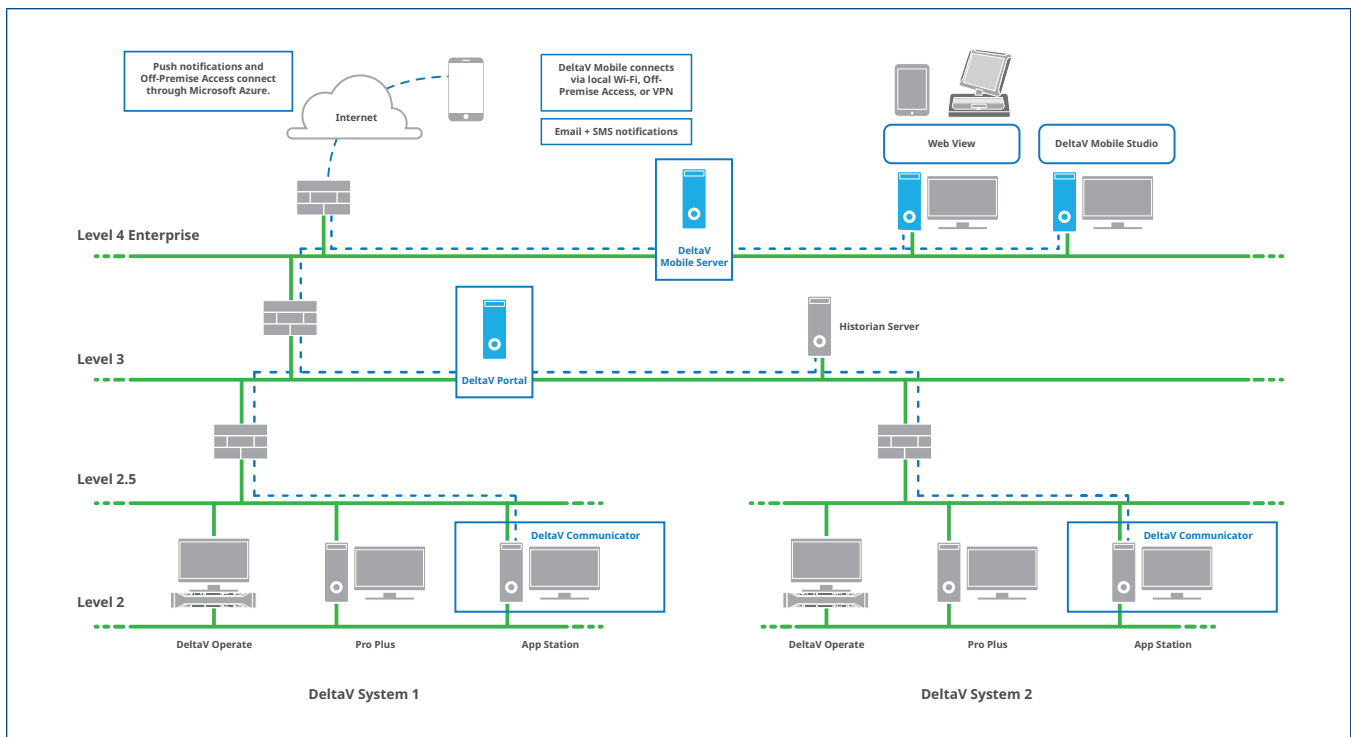 Push notifications and
Off-Premise Access connect
through Microsoft Azure.
Internet
DeltaV Mobile connects
via local Wi-Fi, Off-
Premise Access, or VPN
Email + SMS notifications
Web View
DeltaV Mobile Studio
Level 4 Enterprise
DeltaV
Mobile Server
Historian Server
Level 3
DeltaV Portal
Level 2.5
DeltaV Communicator
DeltaV Communicator
Level 2
DeltaV Operate
Pro Plus
App Station
DeltaV Operate
Pro Plus
App Station
DeltaV System 1
DeltaV System 2